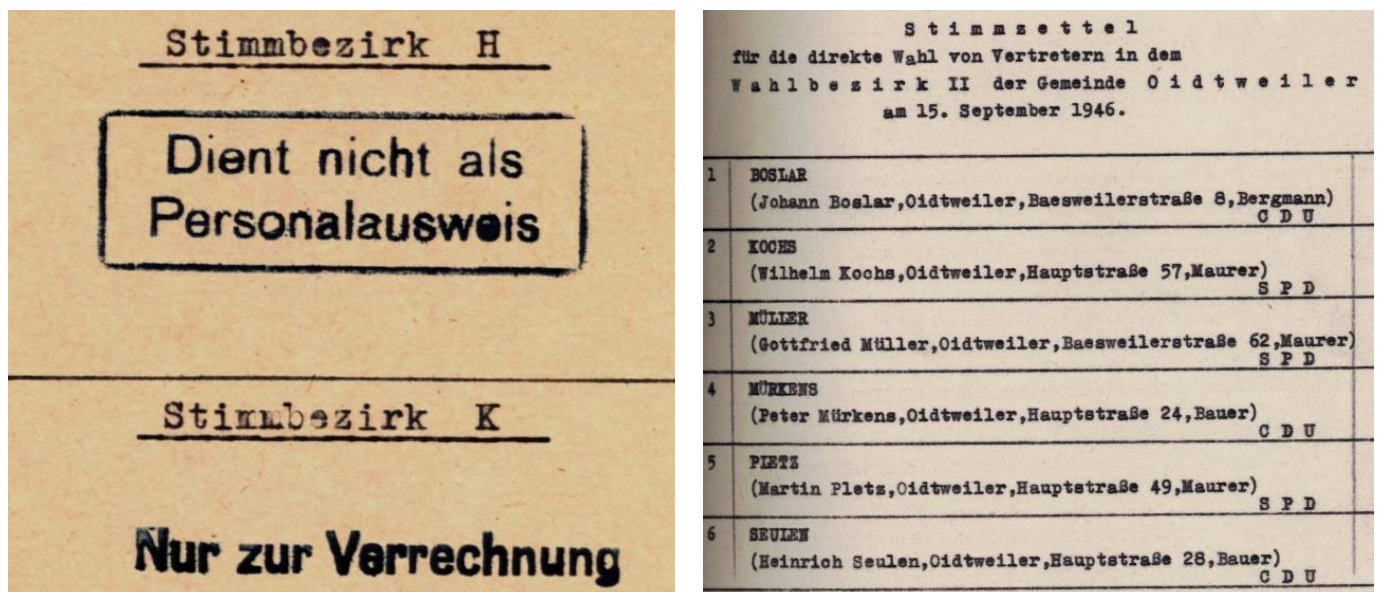 Stimmbezirk H
Dient nicht als
Personalausweis
Stimmbezirk K
Nur zur Verrechnung
Stimmzettel
für die direkte Wahl von Vertretern in dem
Wahlbezirk II der Gemeinde Oidtweiler
am 15. September 1946.
1 BOSLAR
(Johann Boslar,Oidtweiler,Baesweilerstraße 8,Bergmann)
C D U
2 KOCHS
(Wilhelm Kochs,Oidtweiler,Hauptstraße 57,Maurer)
S P D
3 MÜLLER
(Gottfried Müller,Oidtweiler,Baesweilerstraße 62,Maurer)
S P D
4 MÜRKENS
(Peter Mürkens,Oidtweiler,Hauptstraße 24,Bauer)
C D U
5 PLETZ
(Martin Pletz,Oidtweiler,Hauptstraße 49,Maurer)
S P D
6 SEULEN
(Heinrich Seulen,Oidtweiler,Hauptstraße 28,Bauer)
C D U